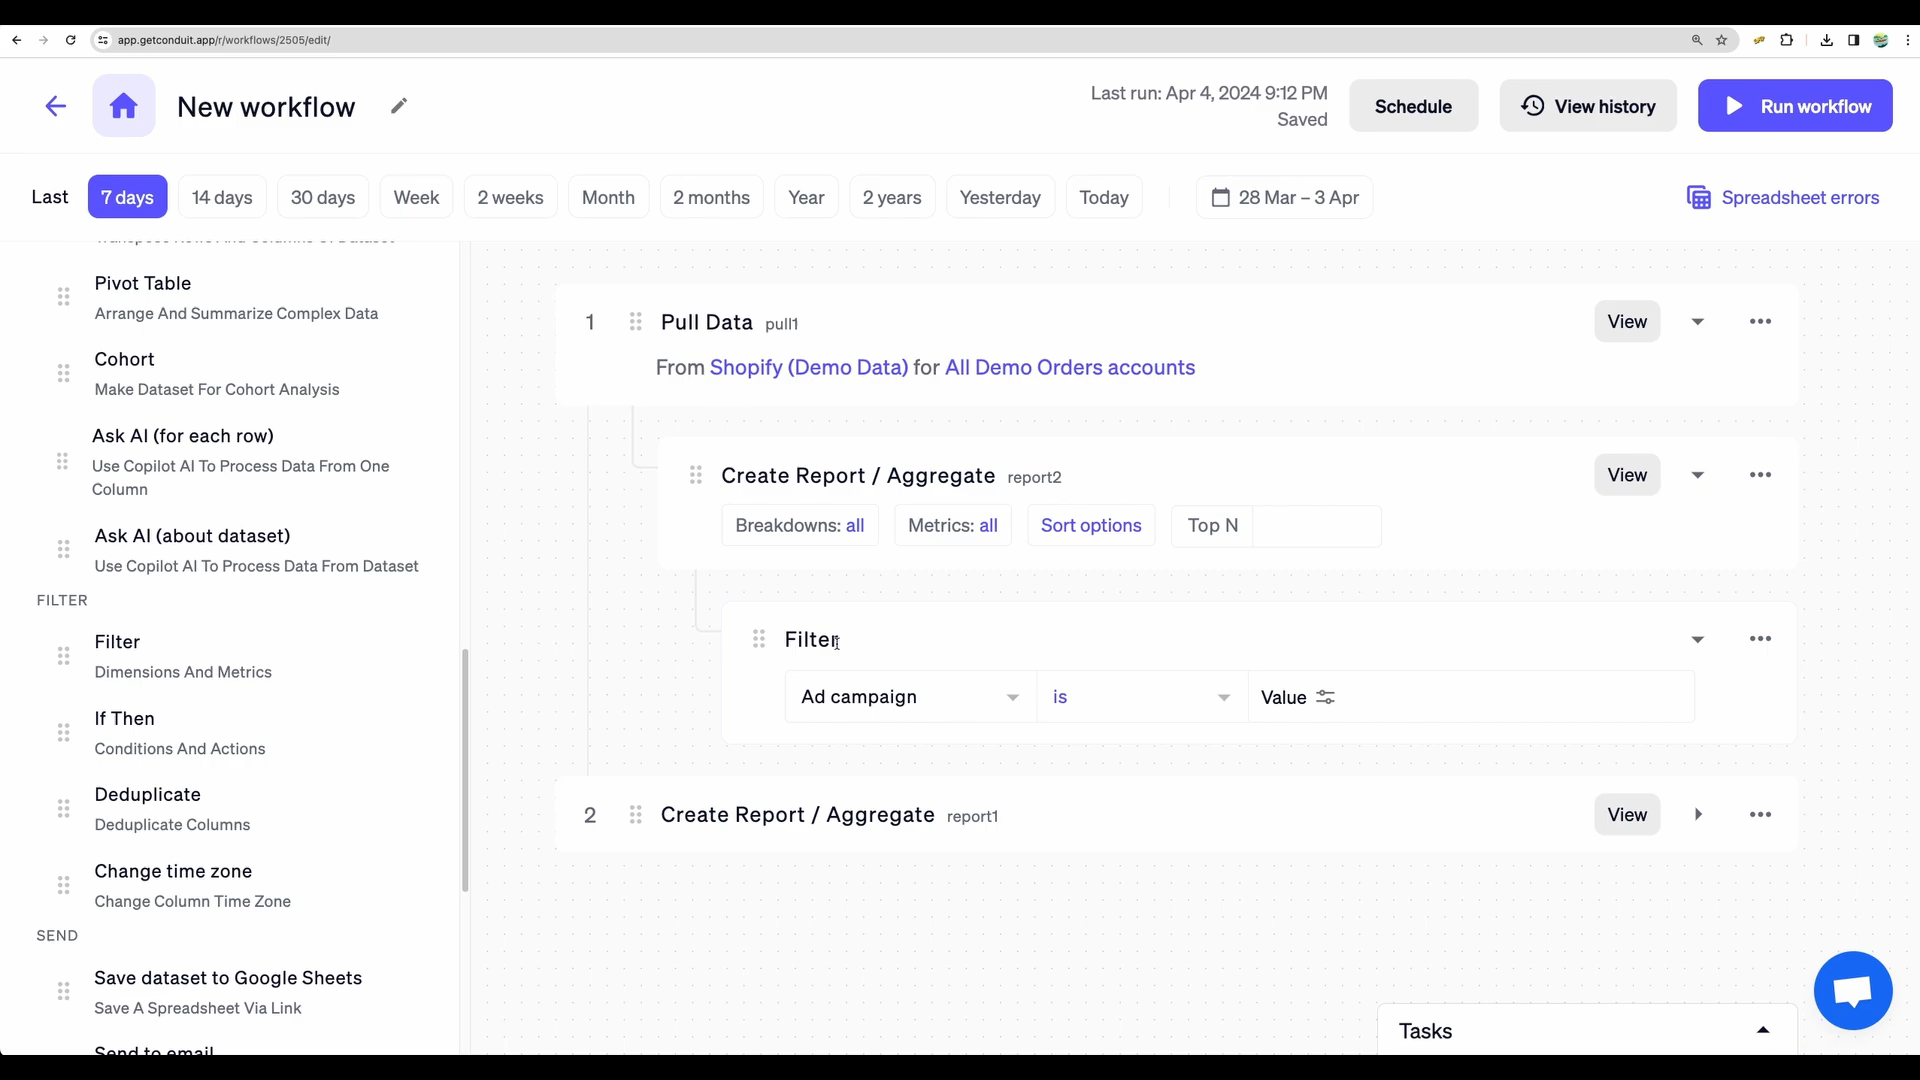 app.getconduit.app/r/workflows/2505/edit/
New workflow
Last run: Apr 4, 2024 9:12 PM
Saved
Schedule
View history
Run workflow
Last
7 days
14 days
30 days
Week
2 weeks
Month
2 months
Year
2 years
Yesterday
Today
28 Mar – 3 Apr
Spreadsheet errors
Transpose Rows And Columns Of Dataset
Pivot Table
Arrange And Summarize Complex Data
Cohort
Make Dataset For Cohort Analysis
Ask AI (for each row)
Use Copilot AI To Process Data From One
Column
Ask AI (about dataset)
Use Copilot AI To Process Data From Dataset
FILTER
Filter
Dimensions And Metrics
If Then
Conditions And Actions
Deduplicate
Deduplicate Columns
Change time zone
Change Column Time Zone
SEND
Save dataset to Google Sheets
Save A Spreadsheet Via Link
Send to email
1
Pull Data pull1
View
From Shopify (Demo Data) for All Demo Orders accounts
Create Report / Aggregate report2
View
Breakdowns: all
Metrics: all
Sort options
Top N
Filter
Ad campaign
is
Value
2
Create Report / Aggregate report1
View
Tasks